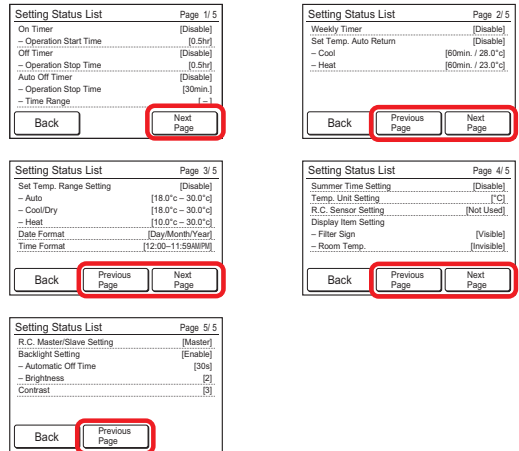 Setting Status List Page 1/ 5
On Timer [Disable]
– Operation Start Time [0.5hr]
Off Timer [Disable]
– Operation Stop Time [0.5hr]
Auto Off Timer [Disable]
– Operation Stop Time [30min.]
– Time Range [ – ]
Back
Next
Page
Setting Status List Page 2/ 5
Weekly Timer [Disable]
Set Temp. Auto Return [Disable]
– Cool [60min. / 28.0°c]
– Heat [60min. / 23.0°c]
Back
Previous
Page
Next
Page
Setting Status List Page 3/ 5
Set Temp. Range Setting [Disable]
– Auto [18.0°c – 30.0°c]
– Cool/Dry [18.0°c – 30.0°c]
– Heat [10.0°c – 30.0°c]
Date Format [Day/Month/Year]
Time Format [12:00–11:59AM/PM]
Back
Previous
Page
Next
Page
Setting Status List Page 4/ 5
Summer Time Setting [Disable]
Temp. Unit Setting [°C]
R.C. Sensor Setting [Not Used]
Display Item Setting
– Filter Sign [Visible]
– Room Temp. [Invisible]
Back
Previous
Page
Next
Page
Setting Status List Page 5/ 5
R.C. Master/Slave Setting [Master]
Backlight Setting [Enable]
– Automatic Off Time [30s]
– Brightness [2]
Contrast [3]
Back
Previous
Page